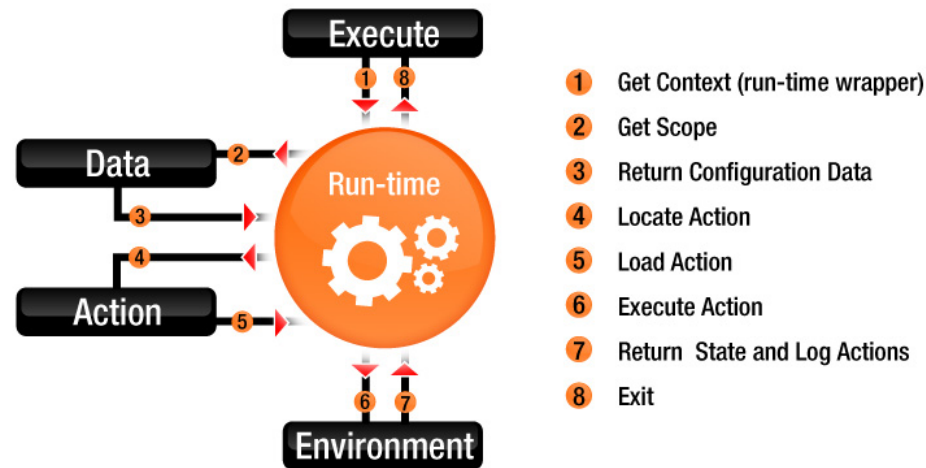 Execute
1
8
Data
2
3
Run-time
4
Action
5
6
7
Environment
1 Get Context (run-time wrapper)
2 Get Scope
3 Return Configuration Data
4 Locate Action
5 Load Action
6 Execute Action
7 Return State and Log Actions
8 Exit